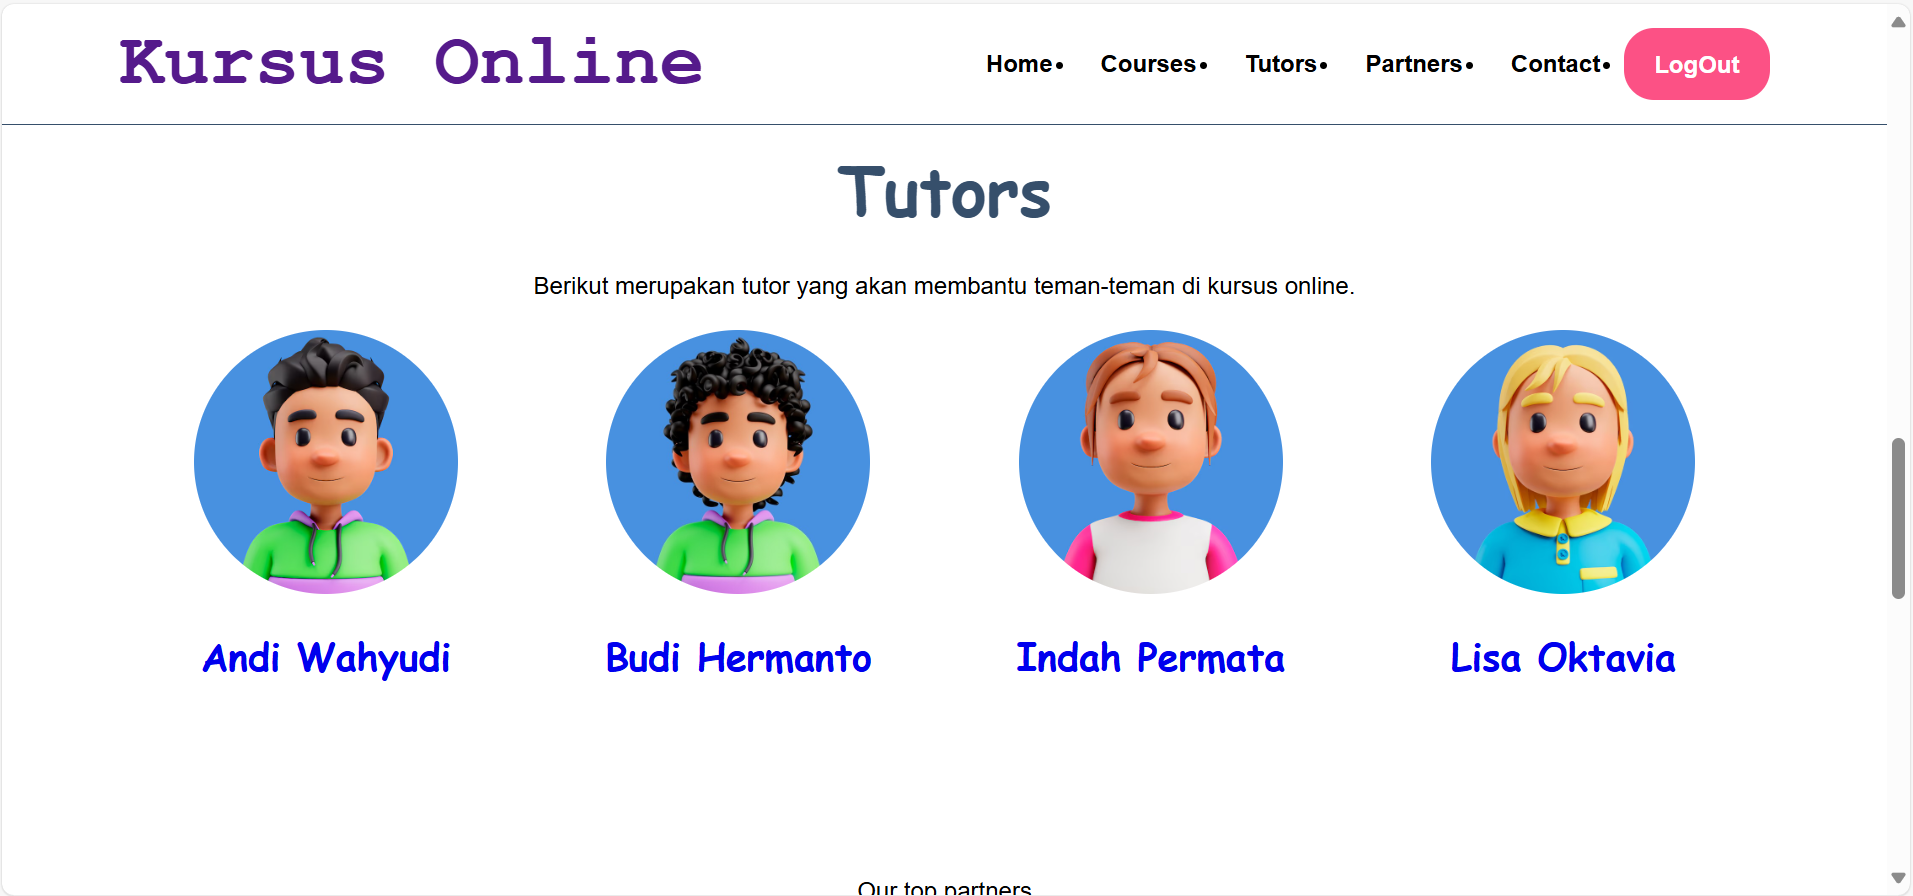 Kursus Online
Home• Courses• Tutors• Partners• Contact• LogOut
Tutors
Berikut merupakan tutor yang akan membantu teman-teman di kursus online.
Andi Wahyudi Budi Hermanto Indah Permata Lisa Oktavia
Our top partners